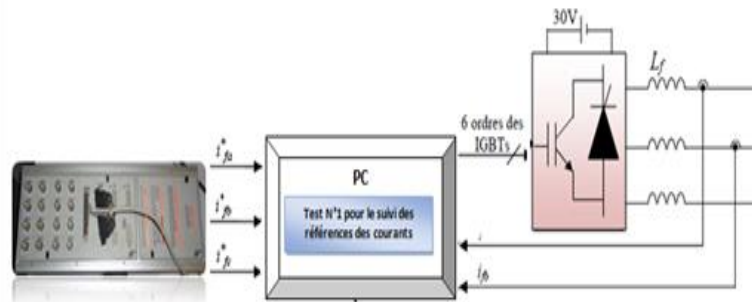 30V
L_f
6 ordres des
IGBTs
i*_fa
PC
i*_fb
Test N°1 pour le suivi des
références des courants
i*_fc
i_fb